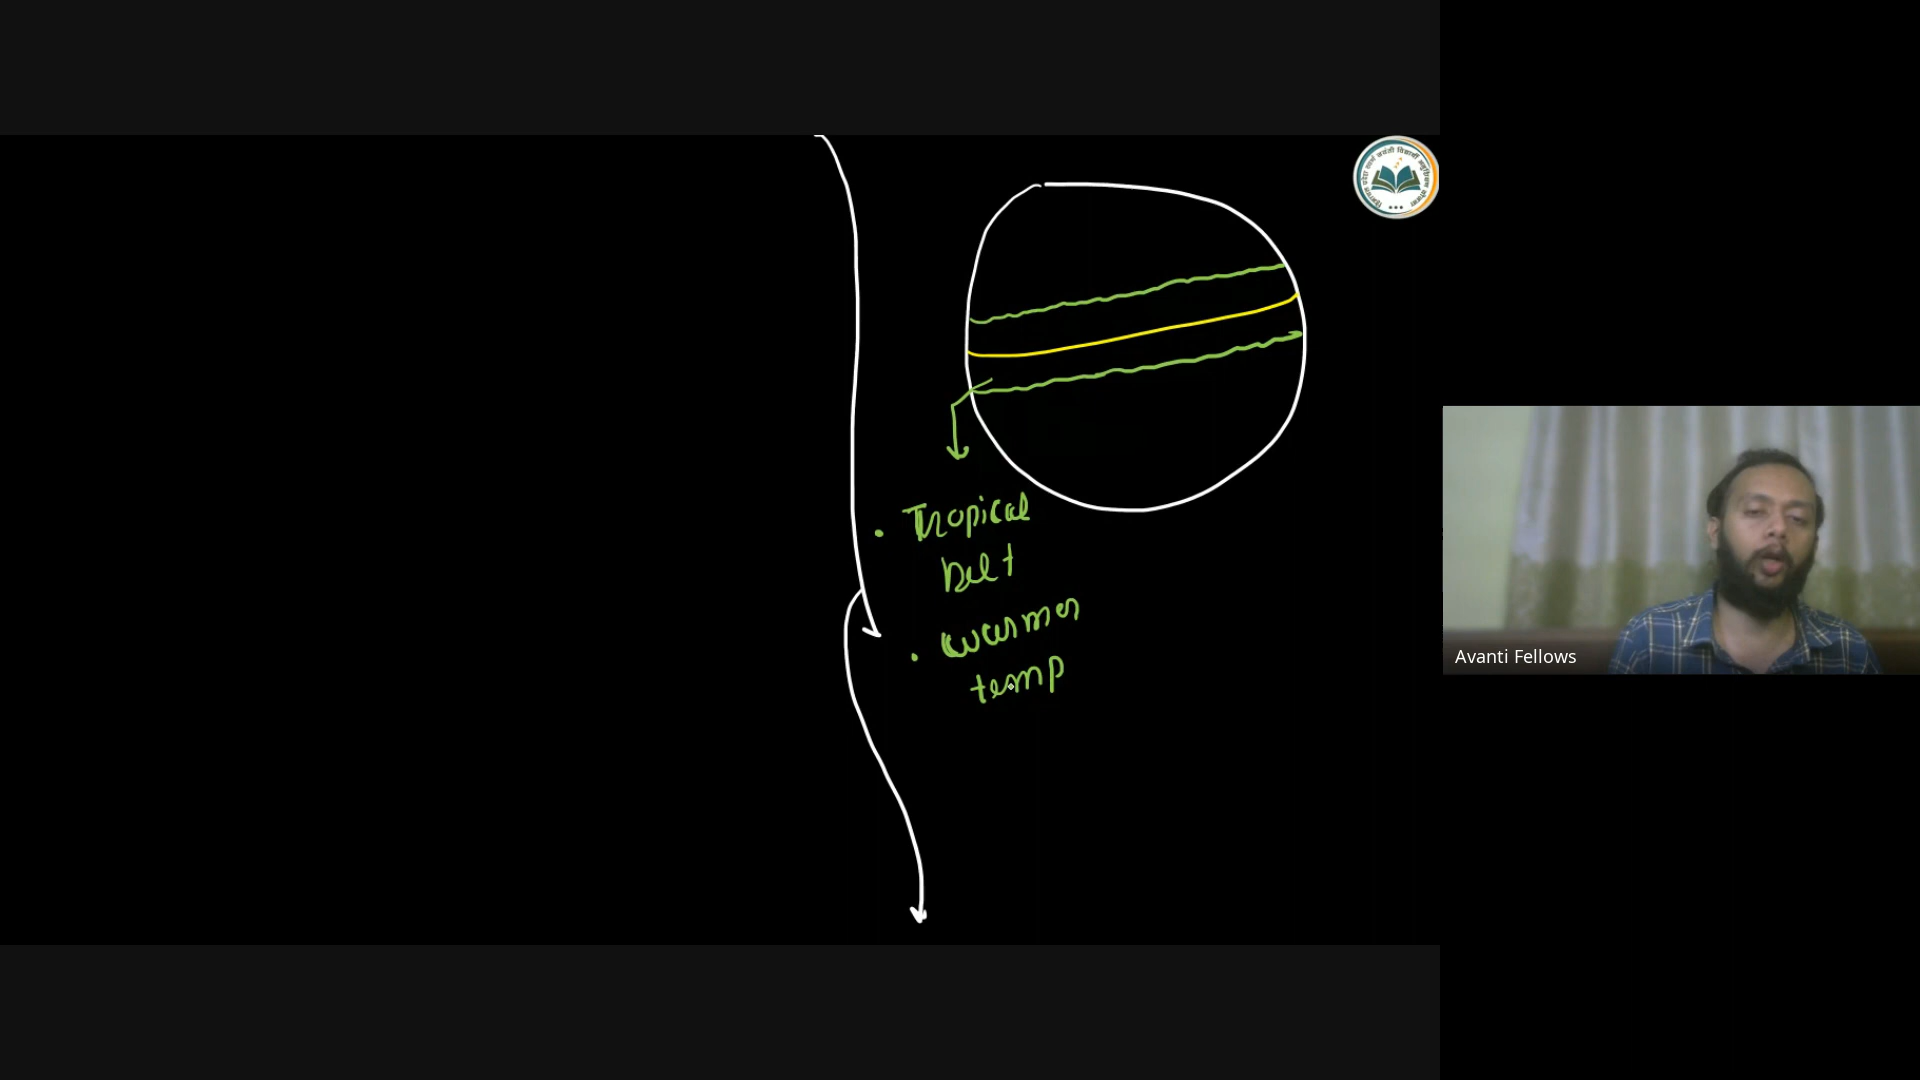 • Tropical
belt
• warmer
temp
Avanti Fellows